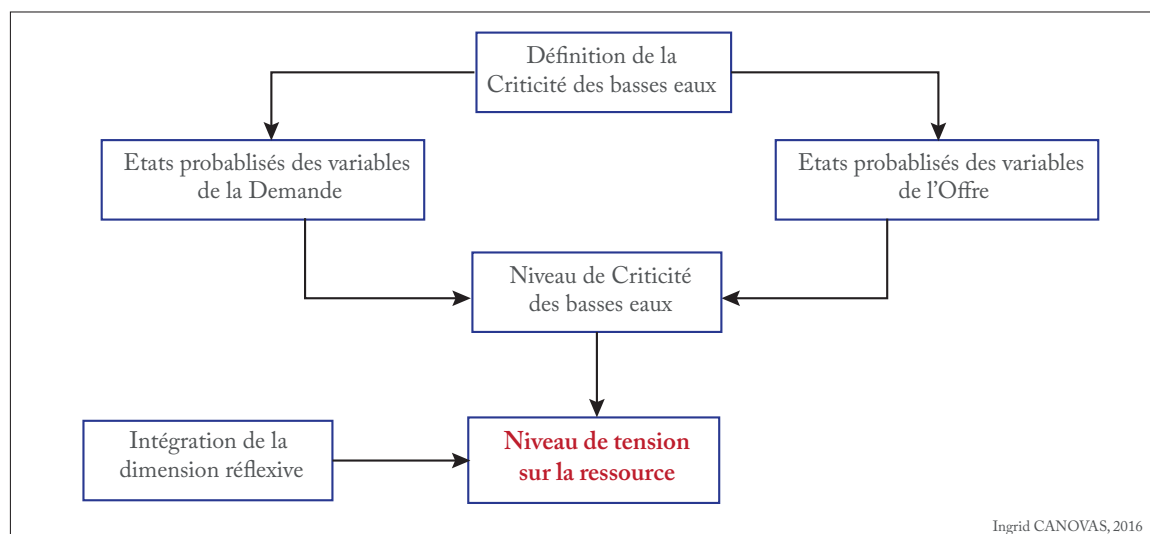 Définition de la
Criticité des basses eaux
Etats probablisés des variables
de la Demande
Etats probablisés des variables
de l'Offre
Niveau de Criticité
des basses eaux
Intégration de la
dimension réflexive
Niveau de tension
sur la ressource
Ingrid CANOVAS, 2016